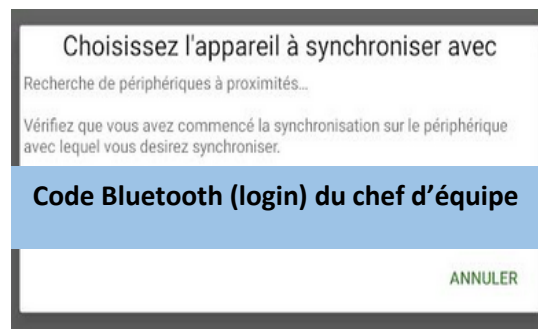 Choisissez l'appareil à synchroniser avec
Recherche de périphériques à proximités...
Vérifiez que vous avez commencé la synchronisation sur le périphérique
avec lequel vous desirez synchroniser.
Code Bluetooth (login) du chef d’équipe
ANNULER